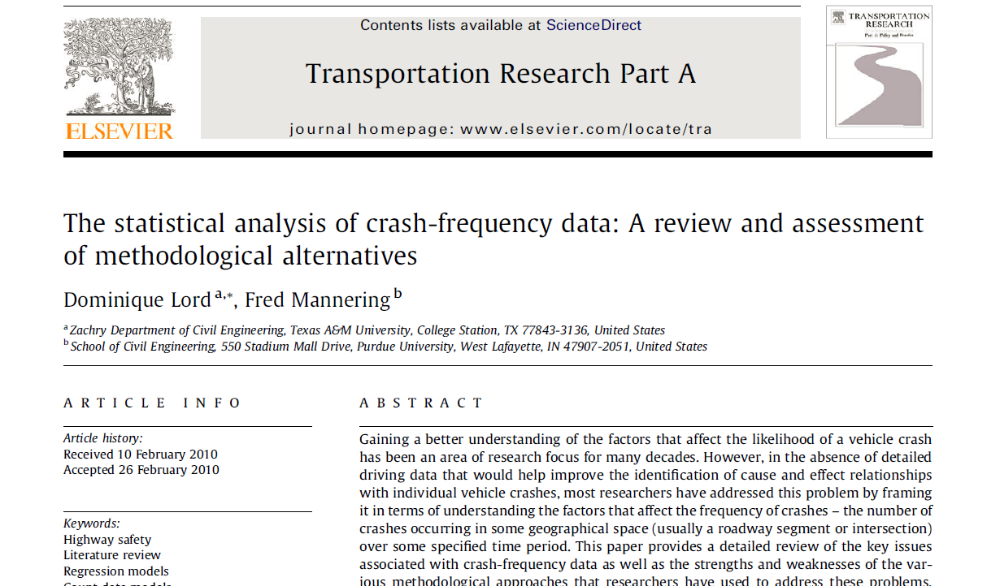 Contents lists available at ScienceDirect
Transportation Research Part A
journal homepage: www.elsevier.com/locate/tra
ELSEVIER
TRANSPORTATION
RESEARCH
Part A: Policy and Practice
The statistical analysis of crash-frequency data: A review and assessment
of methodological alternatives
Dominique Lord a,*, Fred Mannering b
a Zachry Department of Civil Engineering, Texas A&M University, College Station, TX 77843-3136, United States
b School of Civil Engineering, 550 Stadium Mall Drive, Purdue University, West Lafayette, IN 47907-2051, United States
ARTICLE INFO
Article history:
Received 10 February 2010
Accepted 26 February 2010
Keywords:
Highway safety
Literature review
Regression models
Count data models
ABSTRACT
Gaining a better understanding of the factors that affect the likelihood of a vehicle crash
has been an area of research focus for many decades. However, in the absence of detailed
driving data that would help improve the identification of cause and effect relationships
with individual vehicle crashes, most researchers have addressed this problem by framing
it in terms of understanding the factors that affect the frequency of crashes – the number of
crashes occurring in some geographical space (usually a roadway segment or intersection)
over some specified time period. This paper provides a detailed review of the key issues
associated with crash-frequency data as well as the strengths and weaknesses of the var-
ious methodological approaches that researchers have used to address these problems.